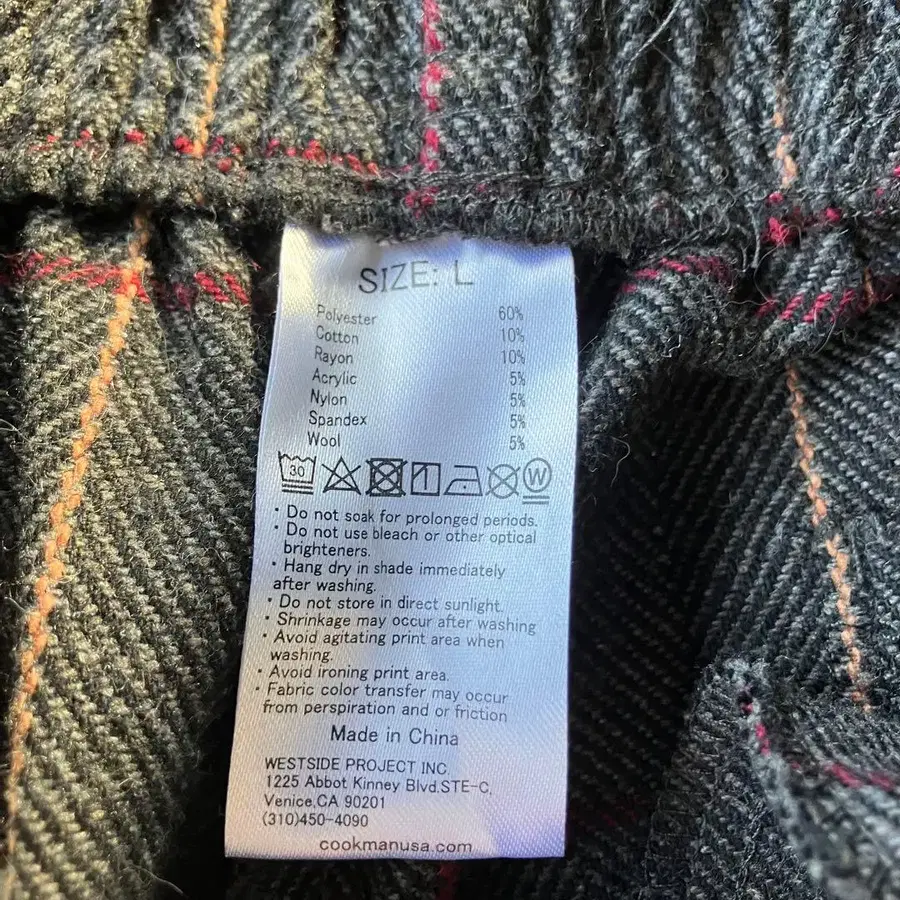 SIZE: L
Polyester 60%
Cotton 10%
Rayon 10%
Acrylic 5%
Nylon 5%
Spandex 5%
Wool 5%
30 W
· Do not soak for prolonged periods.
· Do not use bleach or other optical
brighteners.
· Hang dry in shade immediately
after washing.
· Do not store in direct sunlight.
· Shrinkage may occur after washing
· Avoid agitating print area when
washing.
· Avoid ironing print area.
· Fabric color transfer may occur
from perspiration and or friction
Made in China
WESTSIDE PROJECT INC.
1225 Abbot Kinney Blvd.STE-C,
Venice.CA 90201
(310)450-4090
cookmanusa.com